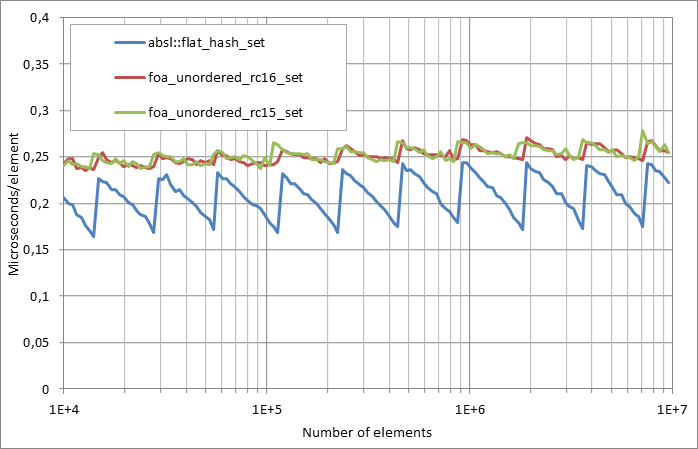 0,4
0,35
0,3
0,25
0,2
0,15
0,1
0,05
0
Microseconds/element
absl::flat_hash_set
foa_unordered_rc16_set
foa_unordered_rc15_set
1E+4 1E+5 1E+6 1E+7
Number of elements